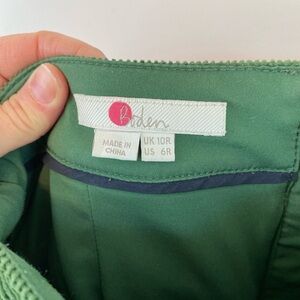 Boden
MADE IN
CHINA
UK 10R
US 6R